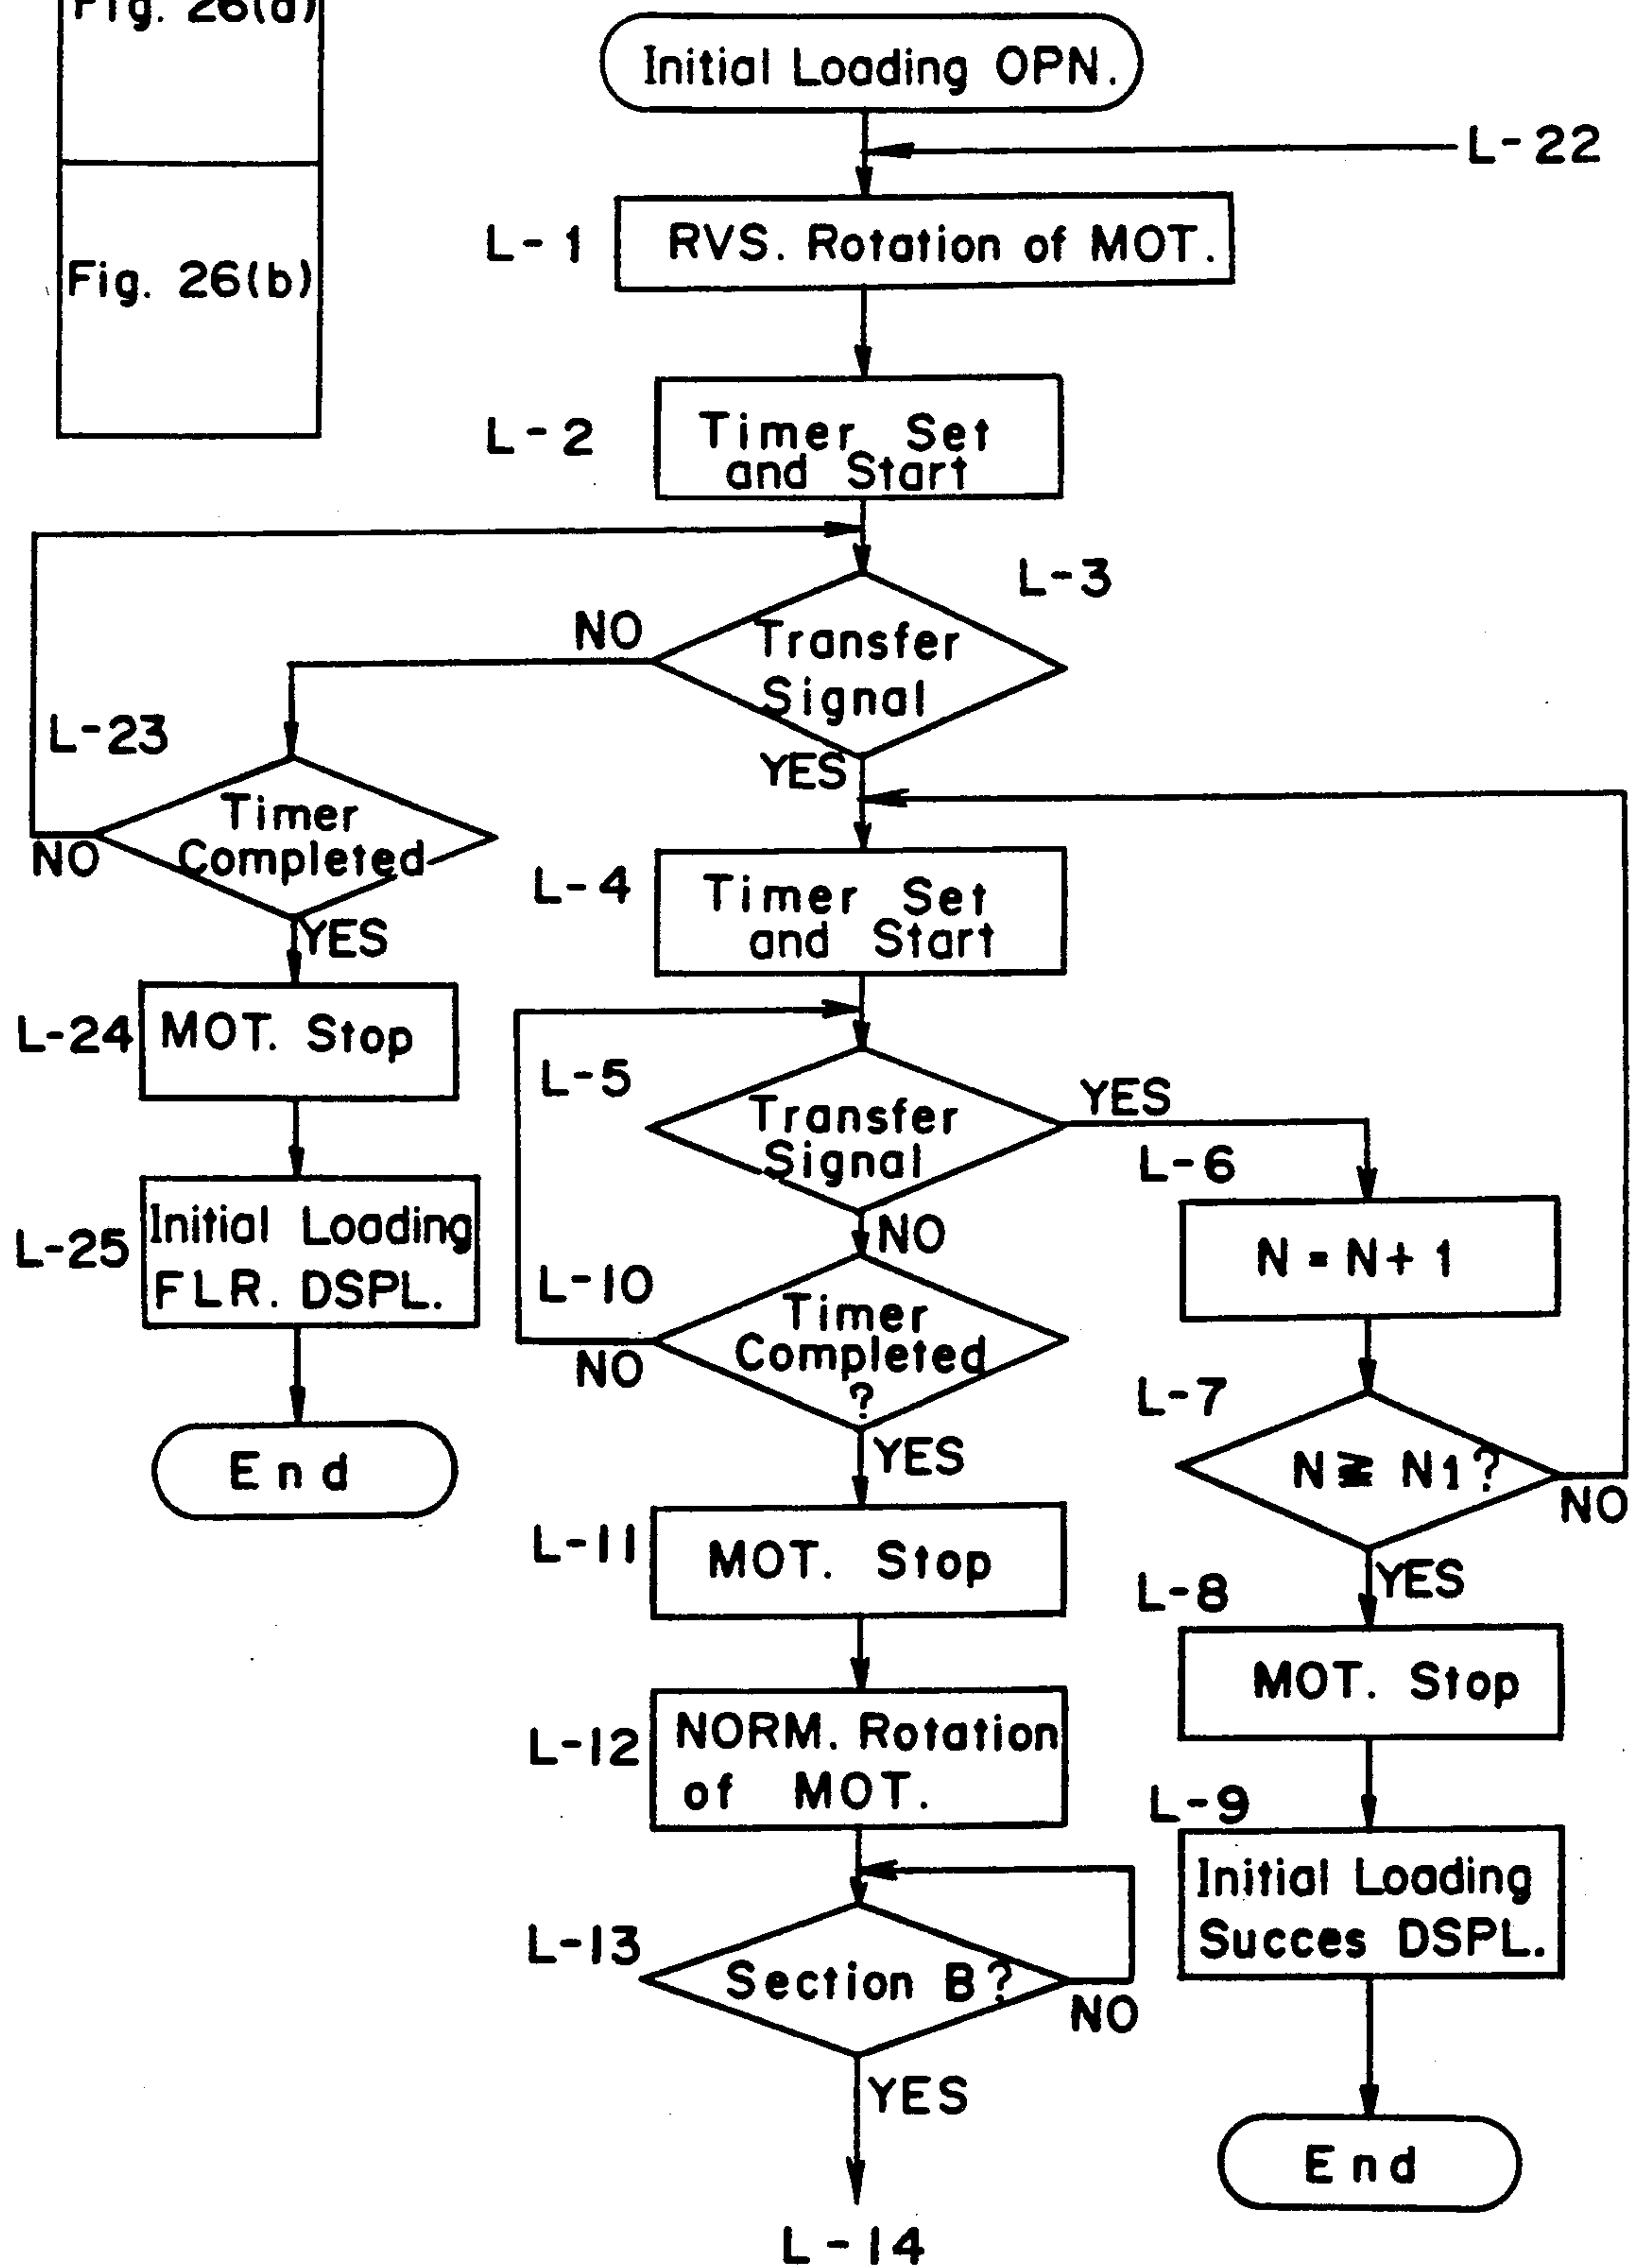 Fig. 26(a)
Fig. 26(b)
Initial Loading OPN.
L-22
L-1
RVS. Rotation of MOT.
L-2
Timer Set
and Start
L-3
Transfer
Signal
NO
YES
L-23
Timer
Completed
NO
YES
L-24
MOT. Stop
L-25
Initial Loading
FLR. DSPL.
End
L-4
Timer Set
and Start
L-5
Transfer
Signal
YES
NO
L-6
N = N + 1
L-7
N ≧ N1?
NO
YES
L-8
MOT. Stop
L-9
Initial Loading
Succes DSPL.
End
L-10
Timer
Completed
?
NO
YES
L-11
MOT. Stop
L-12
NORM. Rotation
of MOT.
L-13
Section B?
NO
YES
L-14